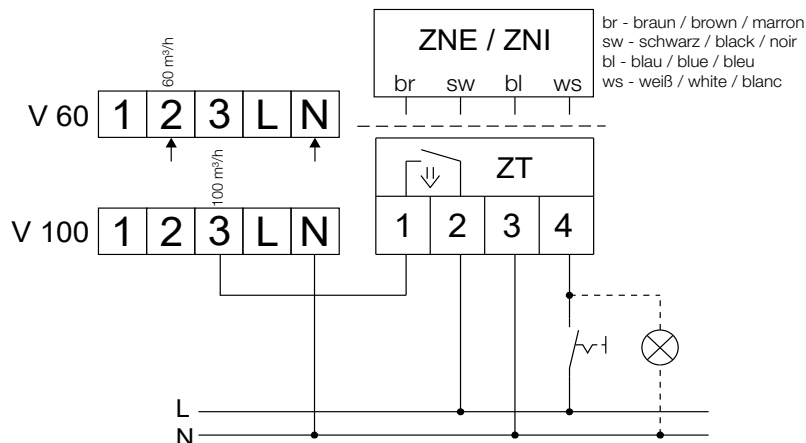 ZNE / ZNI
br sw bl ws
br - braun / brown / marron
sw - schwarz / black / noir
bl - blau / blue / bleu
ws - weiß / white / blanc
60 m³/h
V 60 1 2 3 L N
ZT
100 m³/h
V 100 1 2 3 L N
1 2 3 4
L
N